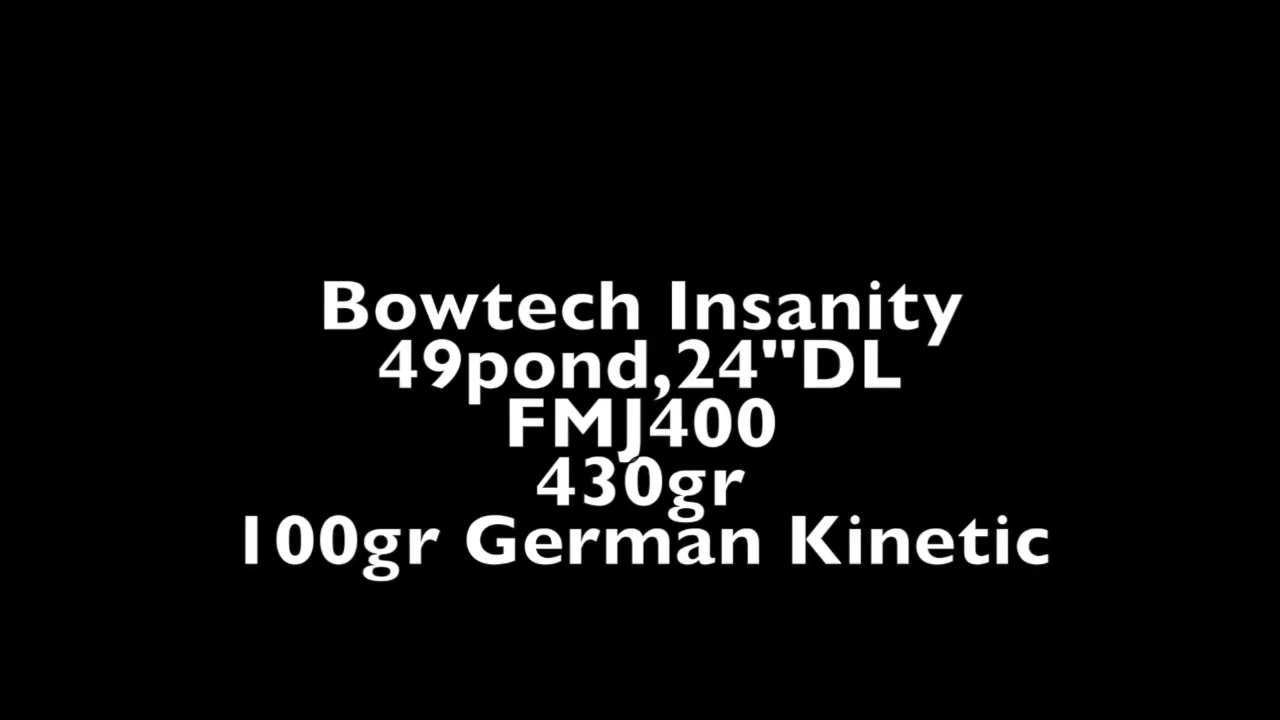 Bowtech Insanity
49pond,24"DL
FMJ400
430gr
100gr German Kinetic